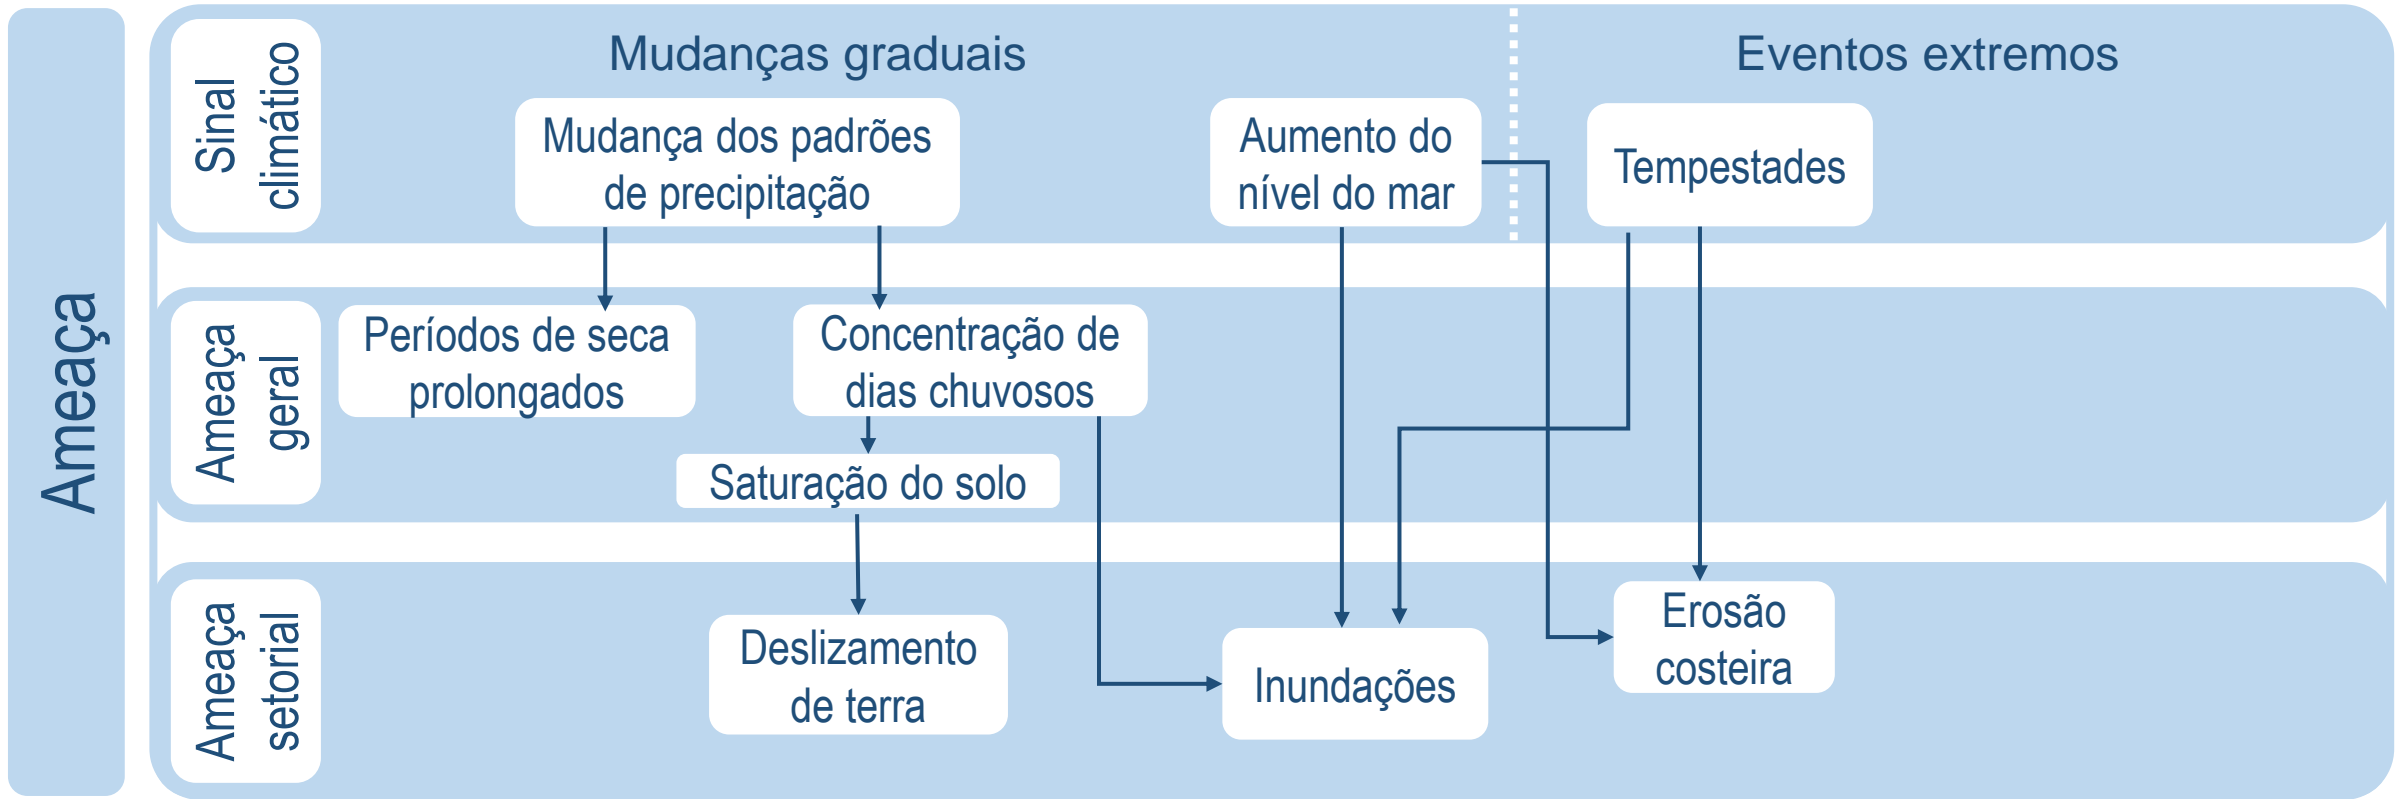 Ameaça
Sinal
climático
Mudanças graduais
Eventos extremos
Mudança dos padrões
de precipitação
Aumento do
nível do mar
Tempestades
Ameaça
geral
Períodos de seca
prolongados
Concentração de
dias chuvosos
Saturação do solo
Ameaça
setorial
Deslizamento
de terra
Inundações
Erosão
costeira